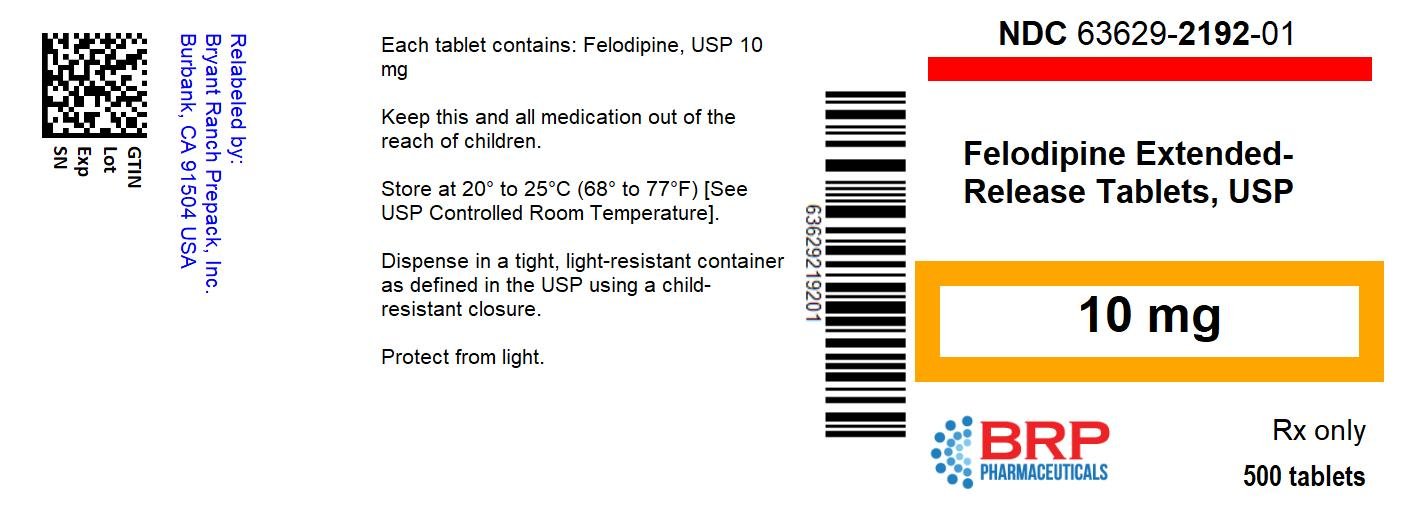 GTIN
Lot
Exp
SN
Relabeled by:
Bryant Ranch Prepack, Inc.
Burbank, CA 91504 USA
Each tablet contains: Felodipine, USP 10
mg
Keep this and all medication out of the
reach of children.
Store at 20° to 25°C (68° to 77°F) [See
USP Controlled Room Temperature].
Dispense in a tight, light-resistant container
as defined in the USP using a child-
resistant closure.
Protect from light.
63629219201
NDC 63629-2192-01
Felodipine Extended-
Release Tablets, USP
10 mg
BRP
PHARMACEUTICALS
Rx only
500 tablets